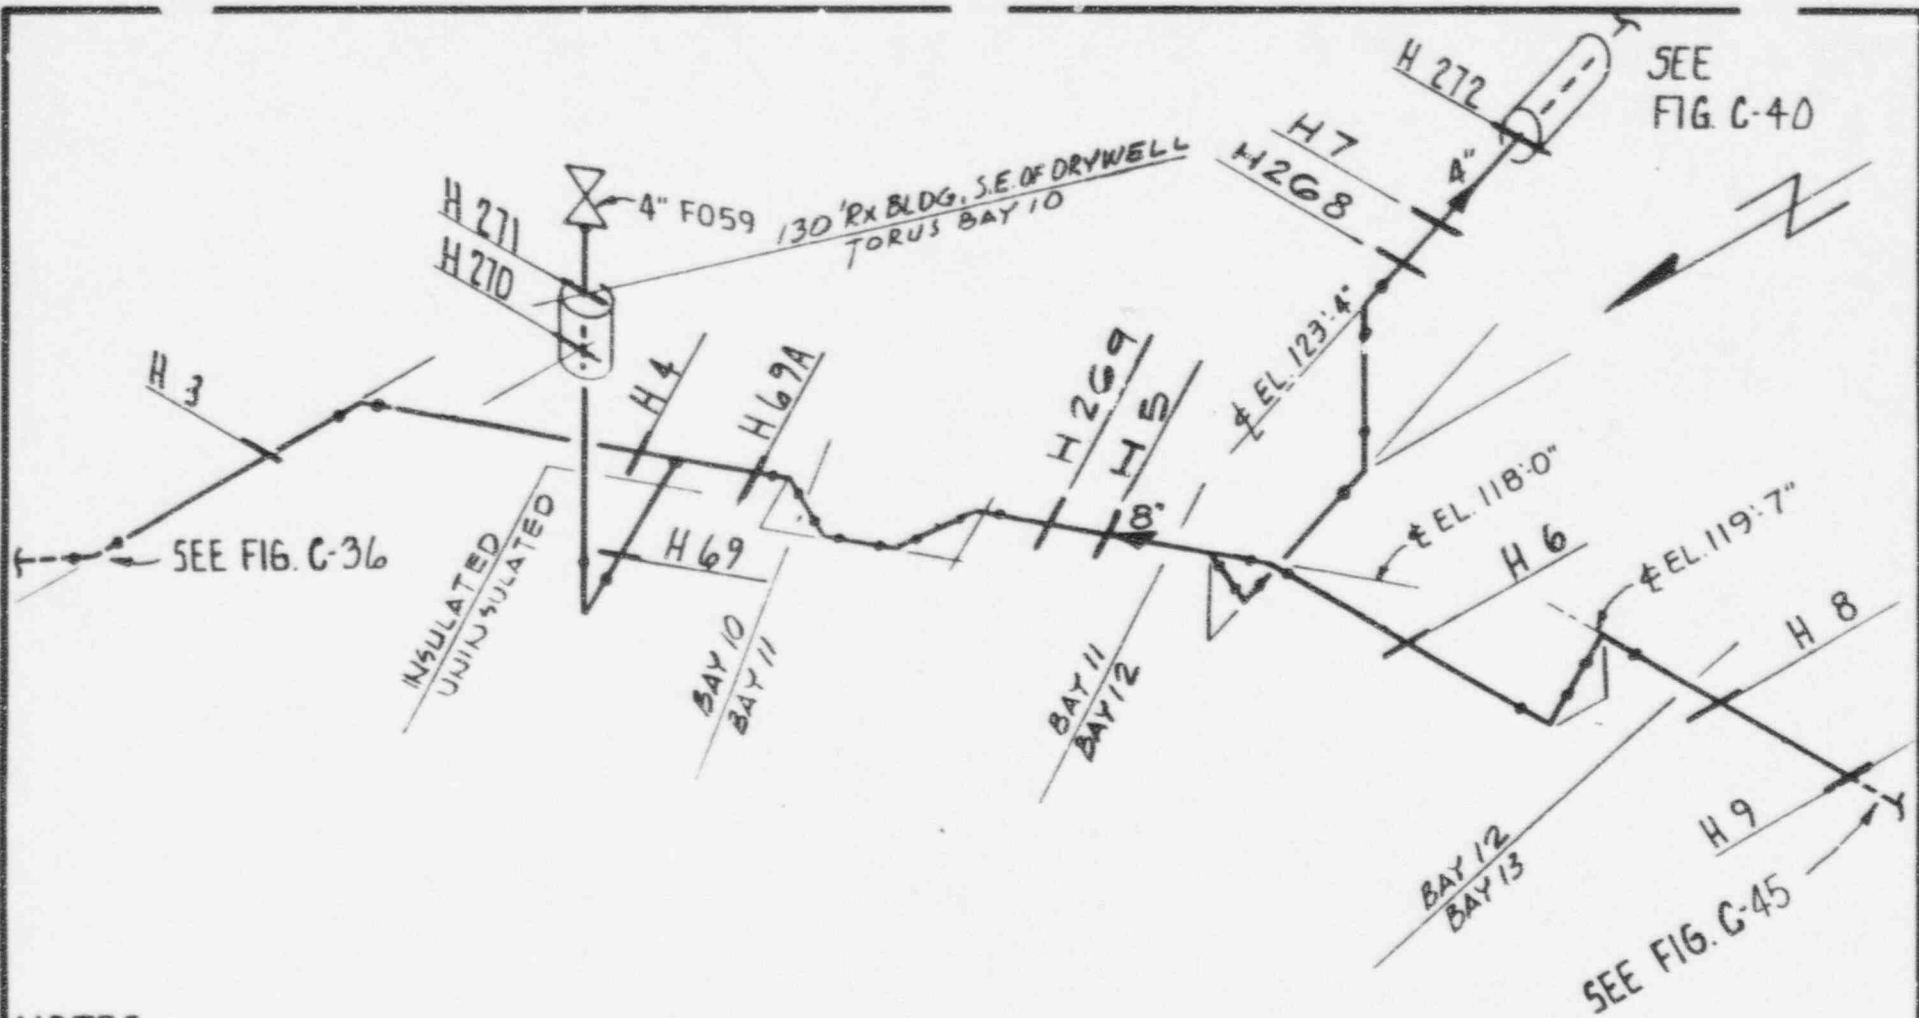 H 272
SEE
FIG. C-40
H 7
H268
4"
H 271
H 270
4" F059
130' Rx BLDG. S.E. OF DRYWELL
TORUS BAY 10
N
H 3
H 4
H 69A
H 269
H 5
8"
℄ EL. 123'-4"
℄ EL. 118'-0"
H 6
℄ EL. 119'-7"
H 8
H 9
SEE FIG. C-36
INSULATED
UNINSULATED
H 69
BAY 10
BAY 11
BAY 11
BAY 12
BAY 12
BAY 13
SEE FIG. C-45